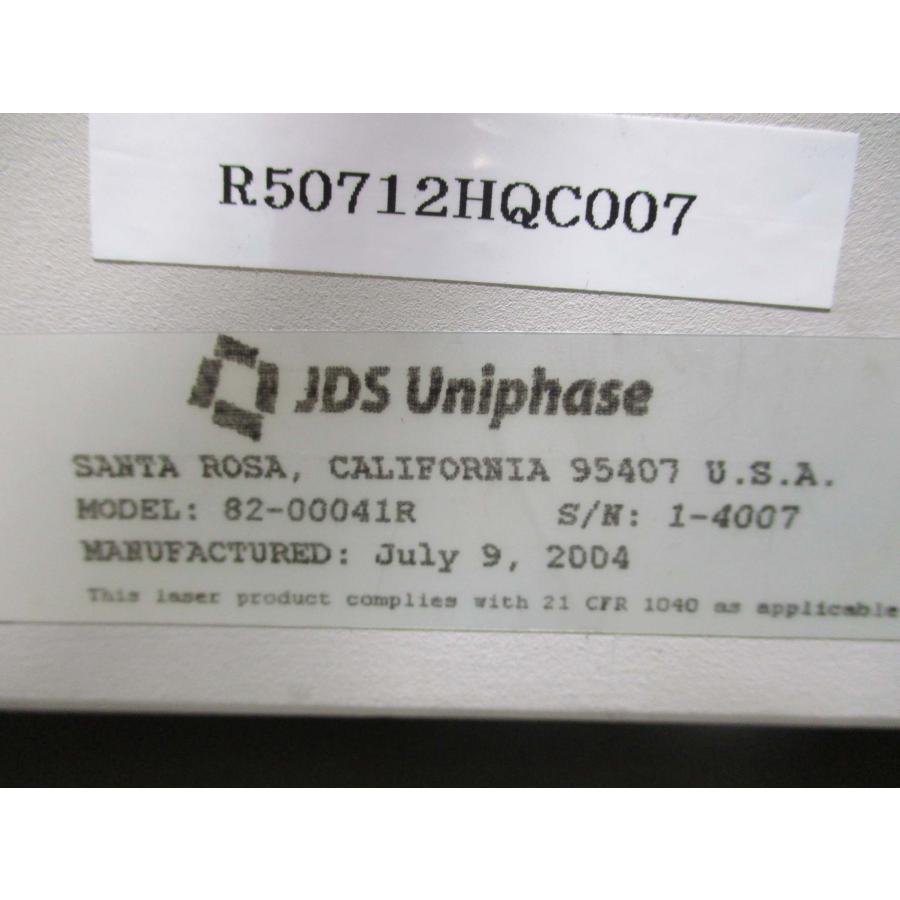 R50712HQC007
JDS Uniphase
SANTA ROSA, CALIFORNIA 95407 U.S.A.
MODEL: 82-00041R S/N: 1-4007
MANUFACTURED: July 9, 2004
This laser product complies with 21 CFR 1040 as applicable